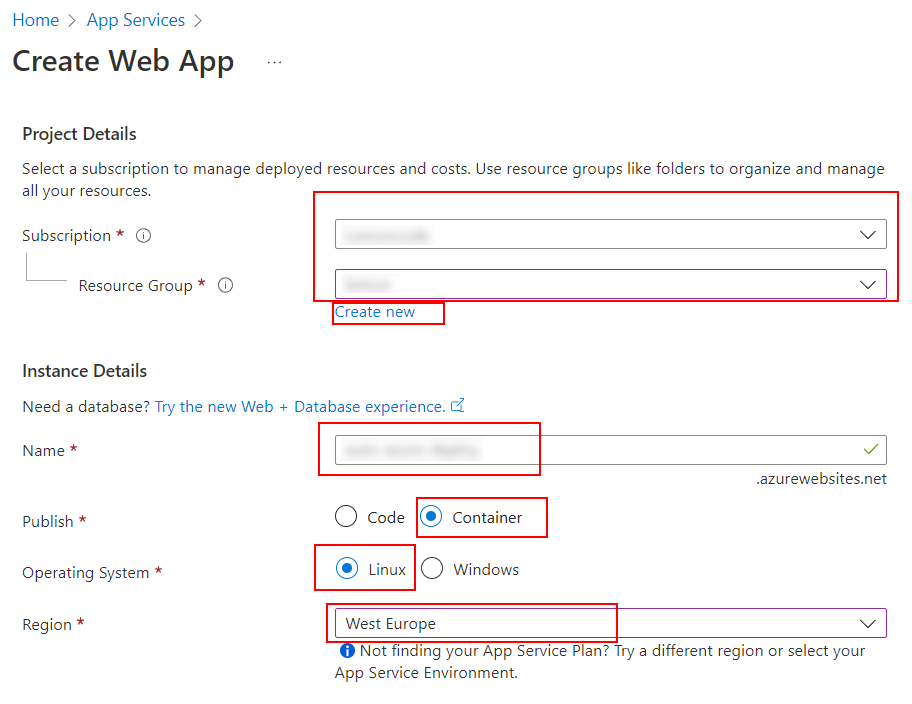 Home > App Services >
Create Web App ...
Project Details
Select a subscription to manage deployed resources and costs. Use resource groups like folders to organize and manage
all your resources.
Subscription *
Resource Group *
Create new
Instance Details
Need a database? Try the new Web + Database experience.
Name *
.azurewebsites.net
Publish * Code Container
Operating System * Linux Windows
Region * West Europe
Not finding your App Service Plan? Try a different region or select your
App Service Environment.